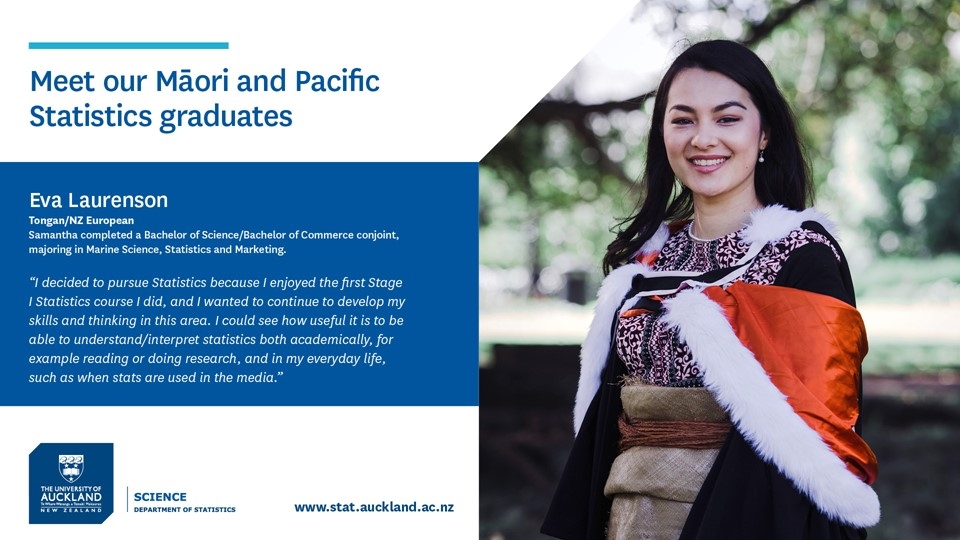 Meet our Māori and Pacific
Statistics graduates
Eva Laurenson
Tongan/NZ European
Samantha completed a Bachelor of Science/Bachelor of Commerce conjoint,
majoring in Marine Science, Statistics and Marketing.
“I decided to pursue Statistics because I enjoyed the first Stage
I Statistics course I did, and I wanted to continue to develop my
skills and thinking in this area. I could see how useful it is to be
able to understand/interpret statistics both academically, for
example reading or doing research, and in my everyday life,
such as when stats are used in the media.”
THE UNIVERSITY OF
AUCKLAND
Te Whare Wānanga o Tāmaki Makaurau
NEW ZEALAND
SCIENCE
DEPARTMENT OF STATISTICS
www.stat.auckland.ac.nz